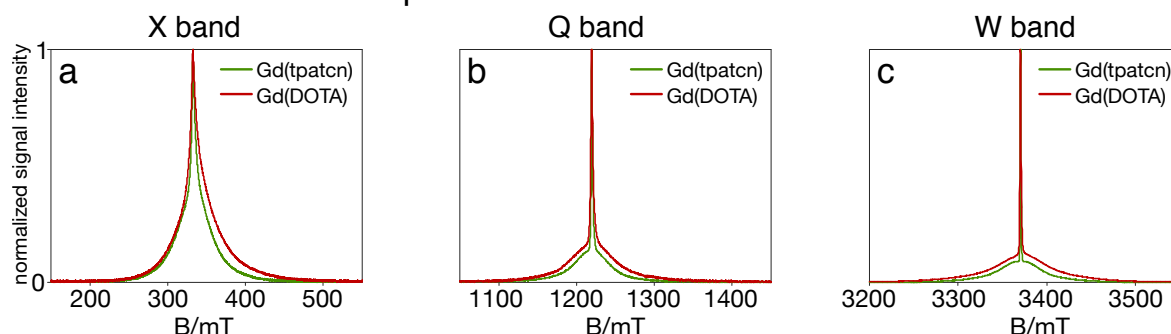 X band
Q band
W band
normalized signal intensity
1
0
a
Gd(tpatcn)
Gd(DOTA)
200 300 400 500
B/mT
b
Gd(tpatcn)
Gd(DOTA)
1100 1200 1300 1400
B/mT
c
Gd(tpatcn)
Gd(DOTA)
3200 3300 3400 3500
B/mT